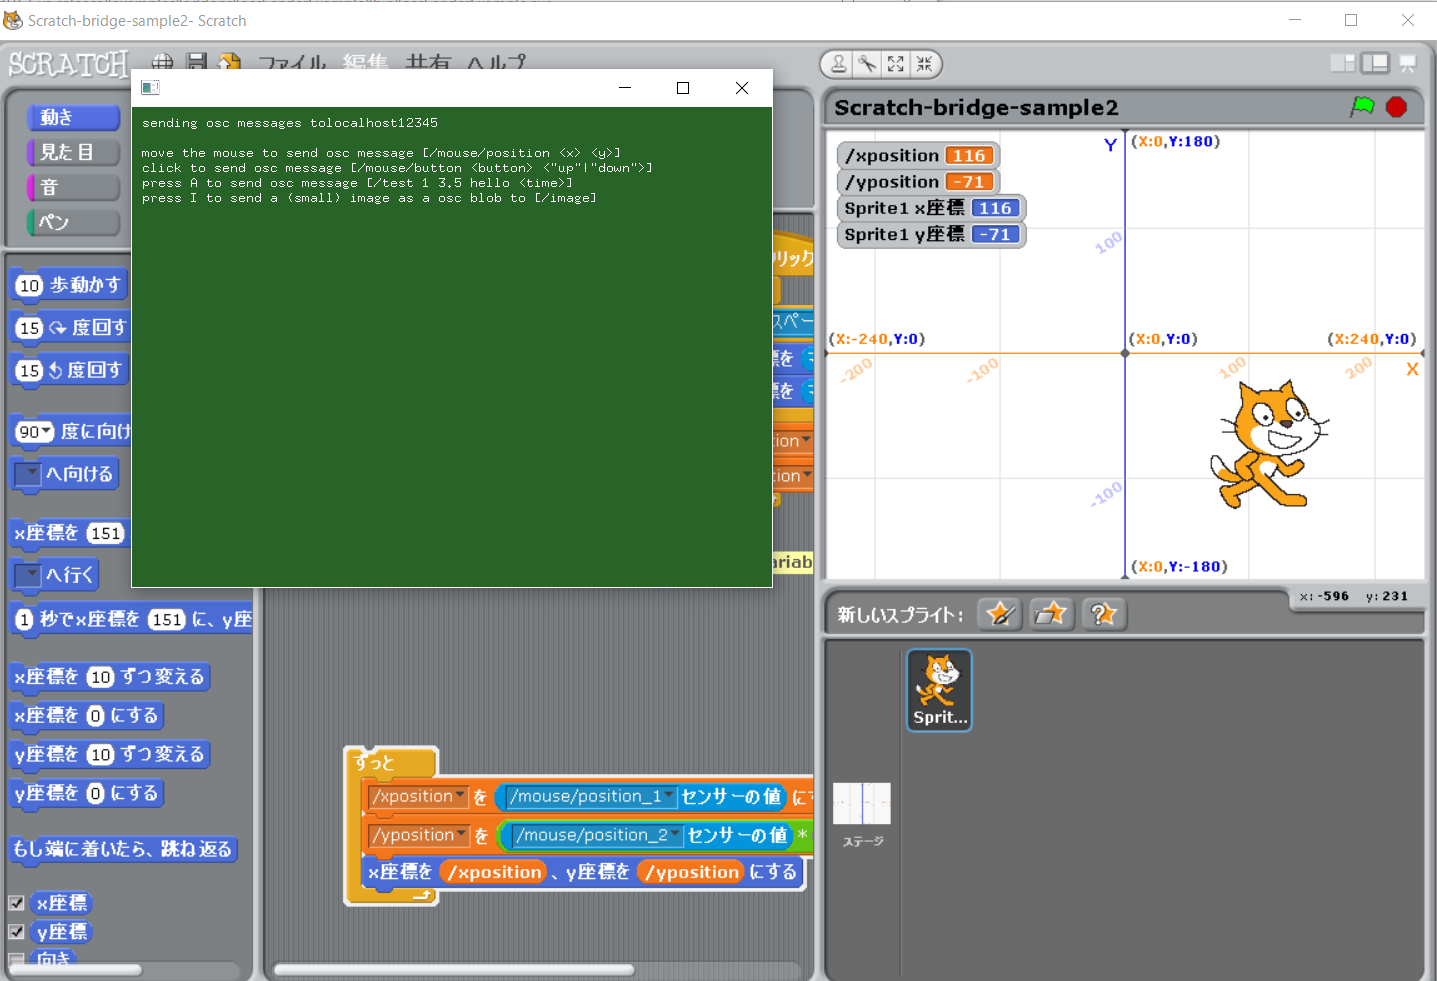 Scratch-bridge-sample2- Scratch
SCRATCH
ファイル 編集 共有 ヘルプ
動き
見た目
音
ペン
10 歩動かす
15 度回す
15 度回す
90 度に向け
へ向ける
x座標を 151
へ行く
1 秒でx座標を 151 に、y座
x座標を 10 ずつ変える
x座標を 0 にする
y座標を 10 ずつ変える
y座標を 0 にする
もし端に着いたら、跳ね返る
x座標
y座標
向き
sending osc messages tolocalhost12345
move the mouse to send osc message [/mouse/position <x> <y>]
click to send osc message [/mouse/button <button> <"up"|"down">]
press A to send osc message [/test 1 3.5 hello <time>]
press I to send a (small) image as a osc blob to [/image]
リック
スペー
標を
標を
tion
tion
ariab
ずっと
/xposition を /mouse/position_1 センサーの値 に
/yposition を /mouse/position_2 センサーの値 *
x座標を /xposition 、y座標を /yposition にする
Scratch-bridge-sample2
/xposition 116
/yposition -71
Sprite1 x座標 116
Sprite1 y座標 -71
Y (X:0,Y:180)
100
(X:-240,Y:0) (X:0,Y:0) (X:240,Y:0)
-200 -100 100 200 X
-100
(X:0,Y:-180)
x:-596 y:231
新しいスプライト:
Sprit...
ステージ